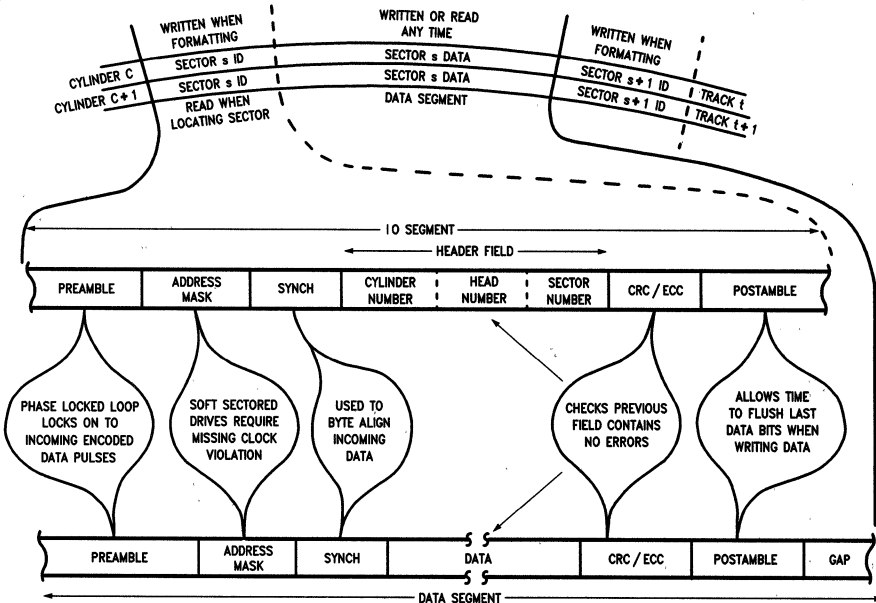 WRITTEN WHEN
FORMATTING
WRITTEN OR READ
ANY TIME
WRITTEN WHEN
FORMATTING
CYLINDER C
SECTOR s ID
SECTOR s DATA
SECTOR s+1 ID
TRACK t
CYLINDER C+1
SECTOR s ID
SECTOR s DATA
SECTOR s+1 ID
TRACK t+1
READ WHEN
LOCATING SECTOR
DATA SEGMENT
IO SEGMENT
HEADER FIELD
PREAMBLE
ADDRESS
MASK
SYNCH
CYLINDER
NUMBER
HEAD
NUMBER
SECTOR
NUMBER
CRC / ECC
POSTAMBLE
PHASE LOCKED LOOP
LOCKS ON TO
INCOMING ENCODED
DATA PULSES
SOFT SECTORED
DRIVES REQUIRE
MISSING CLOCK
VIOLATION
USED TO
BYTE ALIGN
INCOMING
DATA
CHECKS PREVIOUS
FIELD CONTAINS
NO ERRORS
ALLOWS TIME
TO FLUSH LAST
DATA BITS WHEN
WRITING DATA
PREAMBLE
ADDRESS
MASK
SYNCH
DATA
CRC / ECC
POSTAMBLE
GAP
DATA SEGMENT